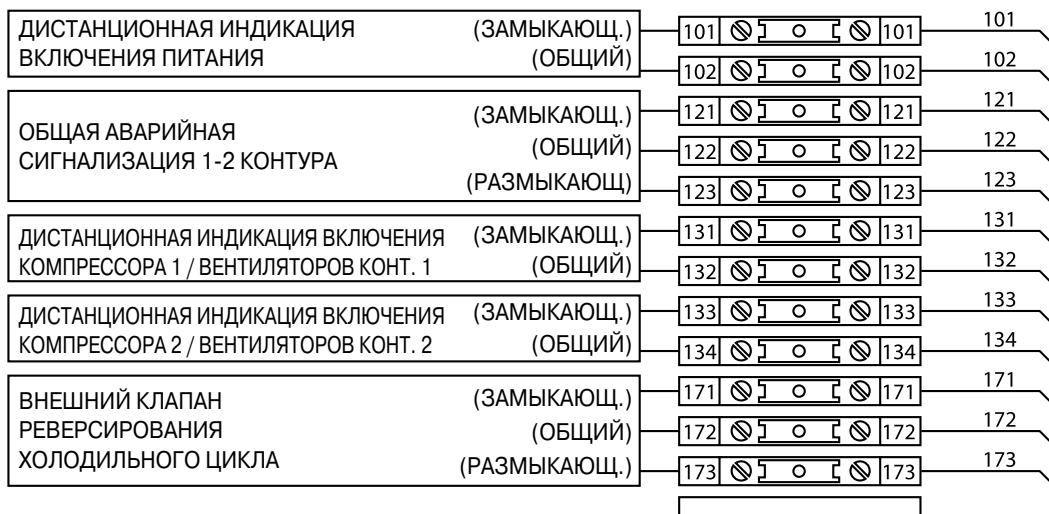 ДИСТАНЦИОННАЯ ИНДИКАЦИЯ (ЗАМЫКАЮЩ.) 101 101 101
ВКЛЮЧЕНИЯ ПИТАНИЯ (ОБЩИЙ) 102 102 102
(ЗАМЫКАЮЩ.) 121 121 121
ОБЩАЯ АВАРИЙНАЯ
СИГНАЛИЗАЦИЯ 1-2 КОНТУРА (ОБЩИЙ) 122 122 122
(РАЗМЫКАЮЩ) 123 123 123
ДИСТАНЦИОННАЯ ИНДИКАЦИЯ ВКЛЮЧЕНИЯ (ЗАМЫКАЮЩ.) 131 131 131
КОМПРЕССОРА 1 / ВЕНТИЛЯТОРОВ КОНТ. 1 (ОБЩИЙ) 132 132 132
ДИСТАНЦИОННАЯ ИНДИКАЦИЯ ВКЛЮЧЕНИЯ (ЗАМЫКАЮЩ.) 133 133 133
КОМПРЕССОРА 2 / ВЕНТИЛЯТОРОВ КОНТ. 2 (ОБЩИЙ) 134 134 134
ВНЕШНИЙ КЛАПАН (ЗАМЫКАЮЩ.) 171 171 171
РЕВЕРСИРОВАНИЯ (ОБЩИЙ) 172 172 172
ХОЛОДИЛЬНОГО ЦИКЛА (РАЗМЫКАЮЩ.) 173 173 173